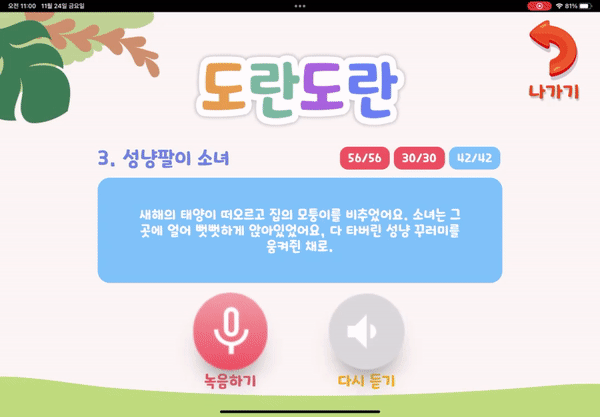 오전 11:00 11월 24일 금요일
81%
도란도란
나가기
3. 성냥팔이 소녀
56/56 30/30 42/42
새해의 태양이 떠오르고 집의 모퉁이를 비추었어요. 소녀는 그
곳에 얼어 뻣뻣하게 앉아있었어요, 다 타버린 성냥 꾸러미를
움켜쥔 채로.
녹음하기 다시 듣기